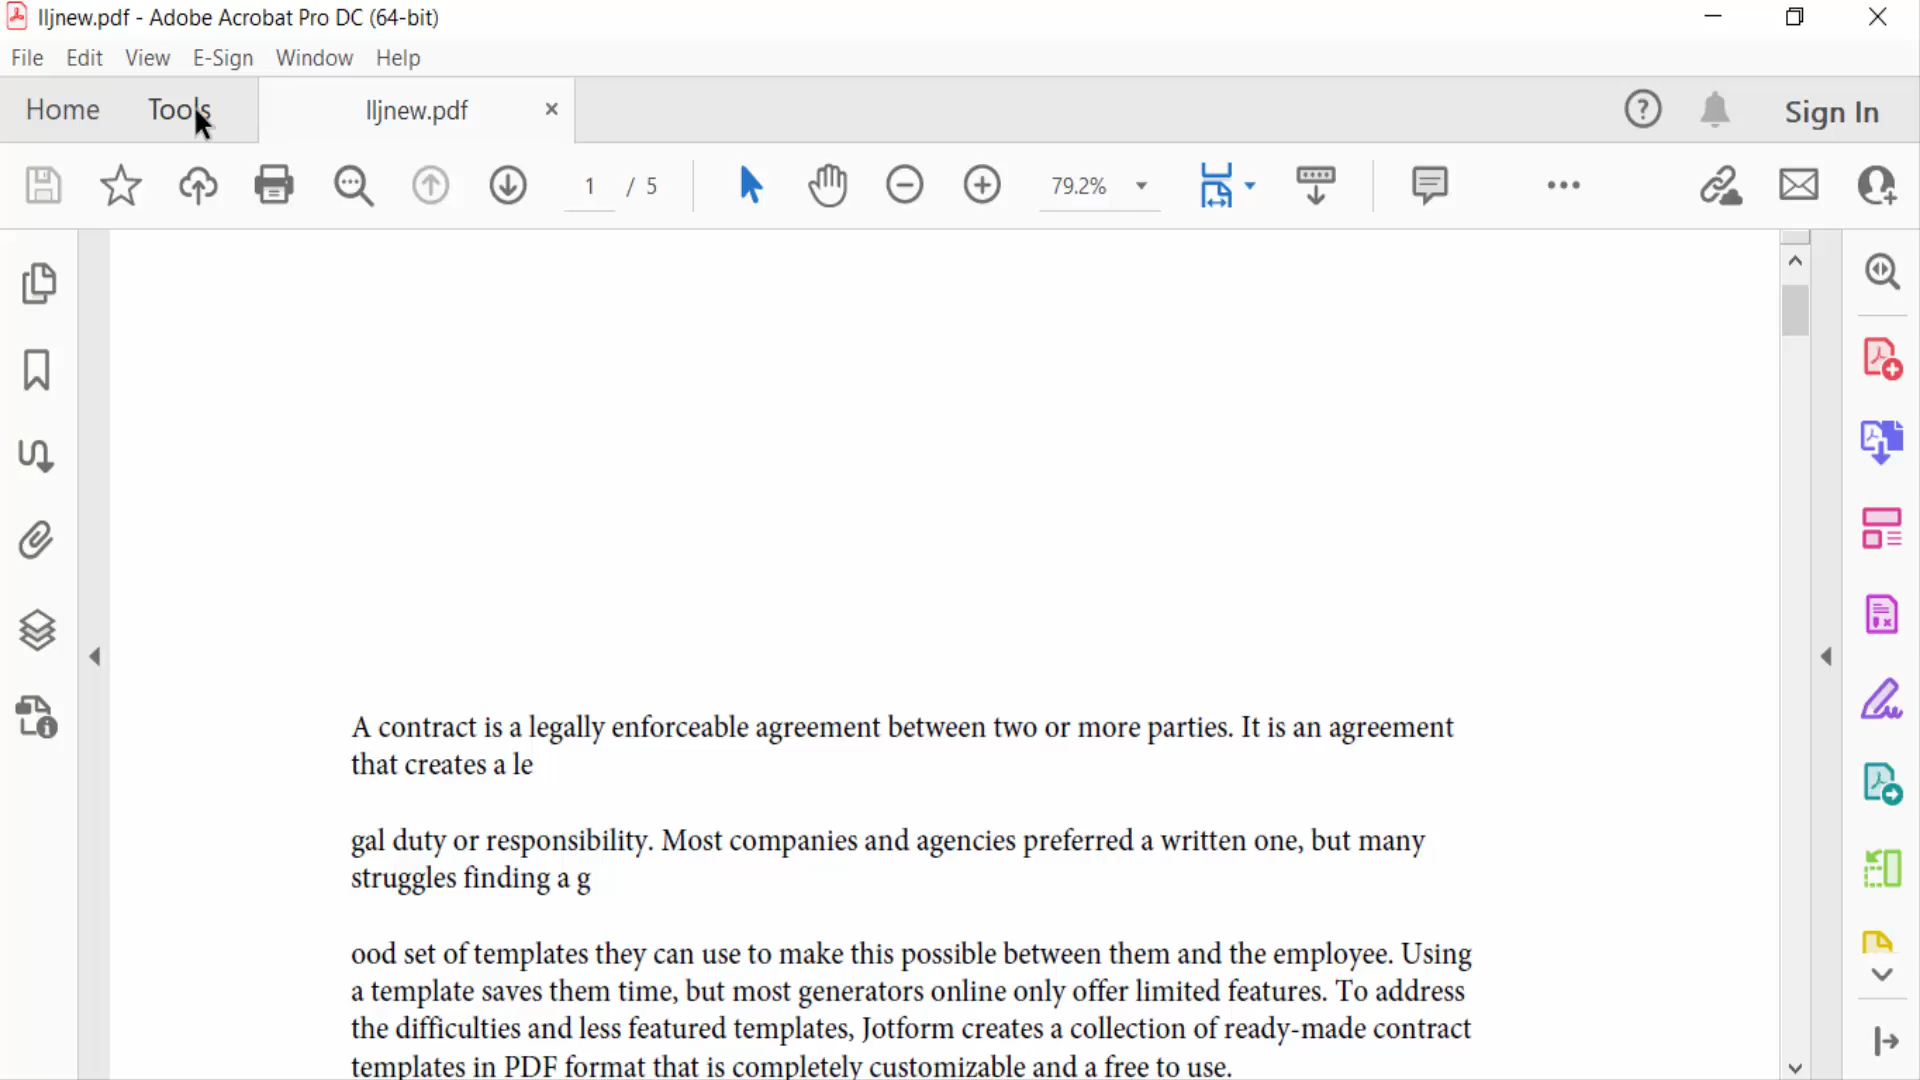 lljnew.pdf - Adobe Acrobat Pro DC (64-bit)
File Edit View E-Sign Window Help
Home Tools lljnew.pdf Sign In
1 / 5 79.2%
A contract is a legally enforceable agreement between two or more parties. It is an agreement
that creates a le
gal duty or responsibility. Most companies and agencies preferred a written one, but many
struggles finding a g
ood set of templates they can use to make this possible between them and the employee. Using
a template saves them time, but most generators online only offer limited features. To address
the difficulties and less featured templates, Jotform creates a collection of ready-made contract
templates in PDF format that is completely customizable and a free to use.